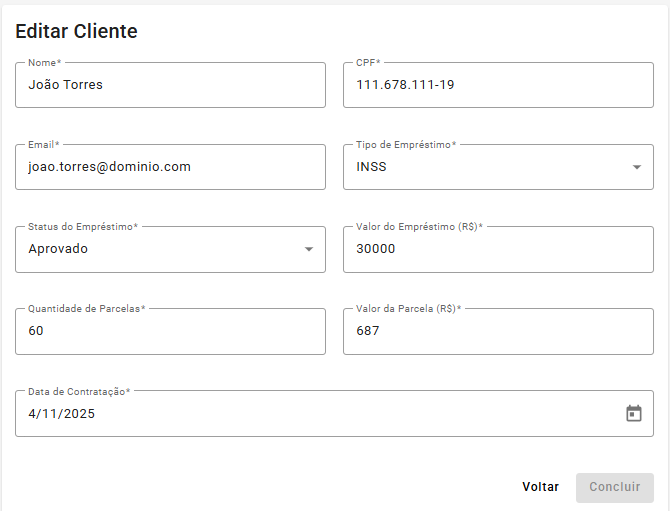 Editar Cliente
Nome*
João Torres
CPF*
111.678.111-19
Email*
joao.torres@dominio.com
Tipo de Empréstimo*
INSS
Status do Empréstimo*
Aprovado
Valor do Empréstimo (R$)*
30000
Quantidade de Parcelas*
60
Valor da Parcela (R$)*
687
Data de Contratação*
4/11/2025
Voltar
Concluir